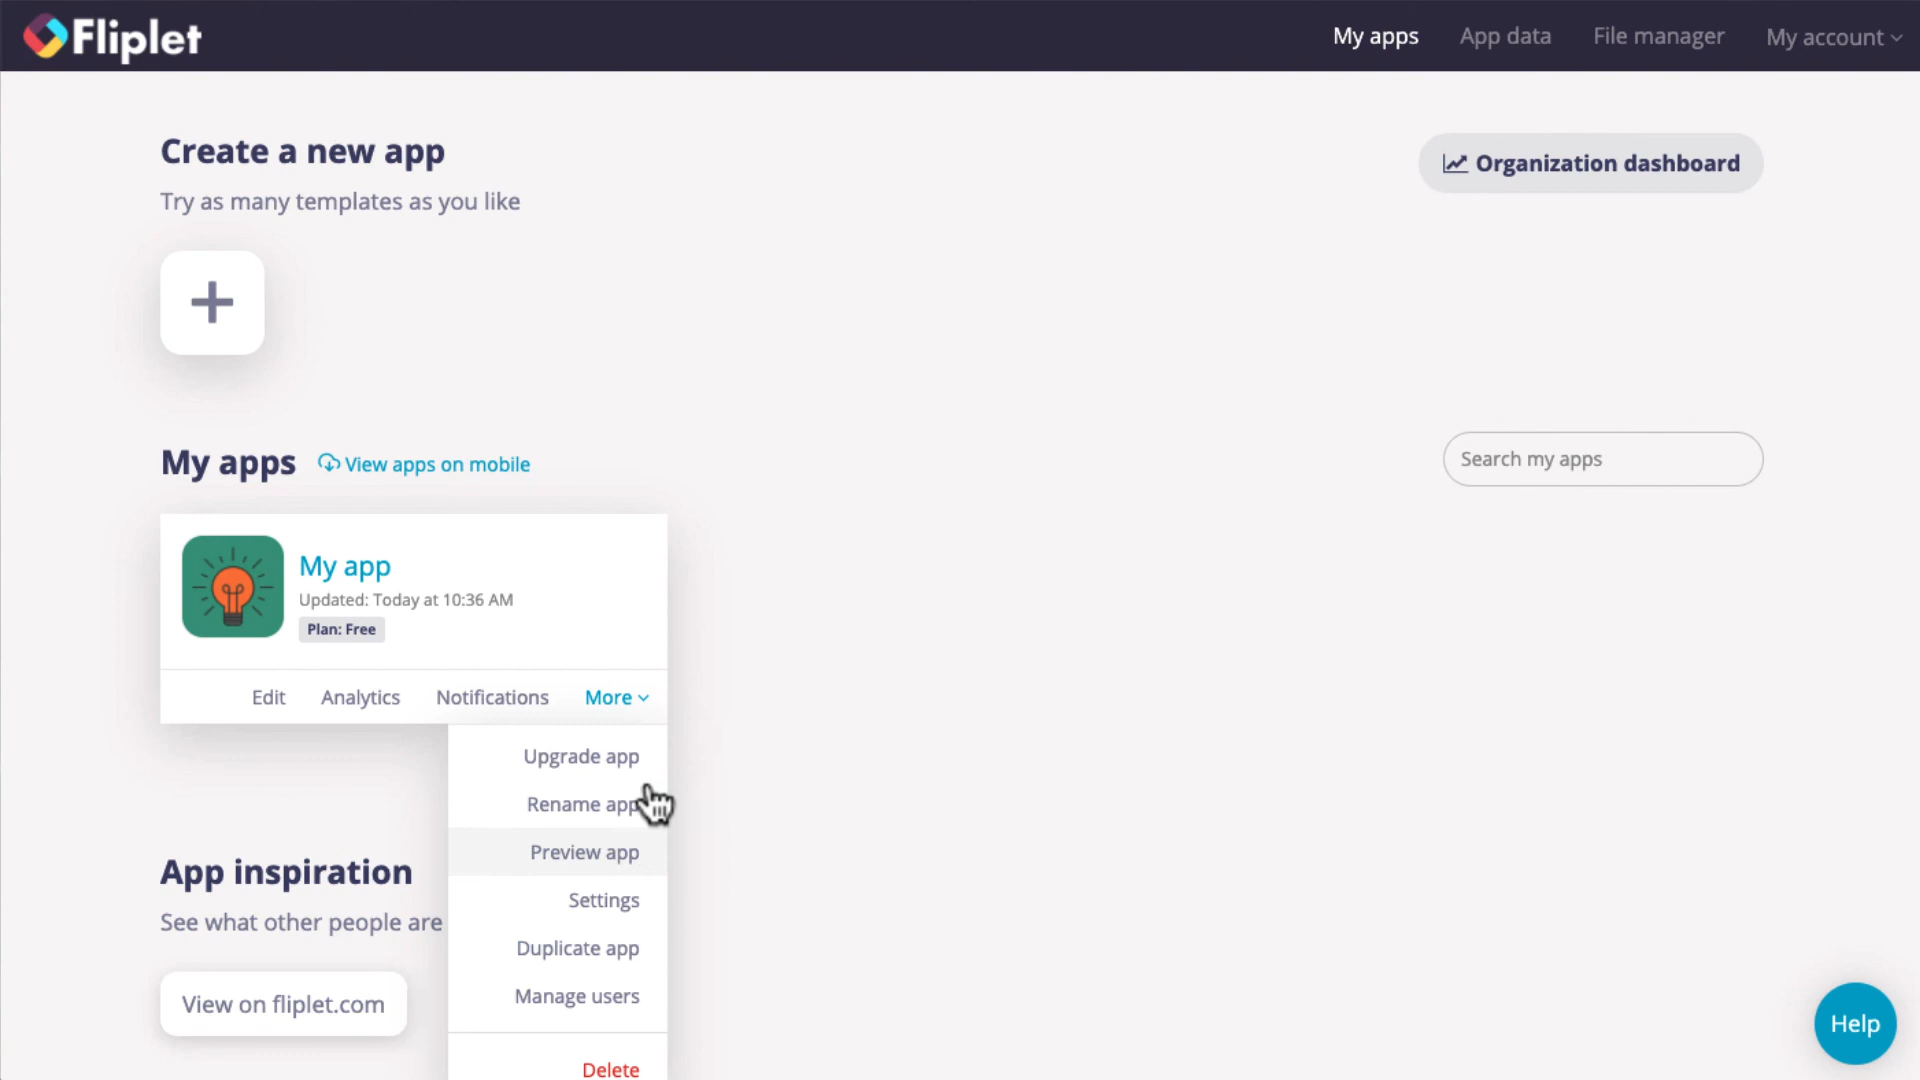 Fliplet
My apps App data File manager My account
Create a new app
Organization dashboard
Try as many templates as you like
My apps View apps on mobile
Search my apps
My app
Updated: Today at 10:36 AM
Plan: Free
Edit Analytics Notifications More
Upgrade app
Rename app
Preview app
Settings
Duplicate app
Manage users
Delete
App inspiration
See what other people are
View on fliplet.com
Help